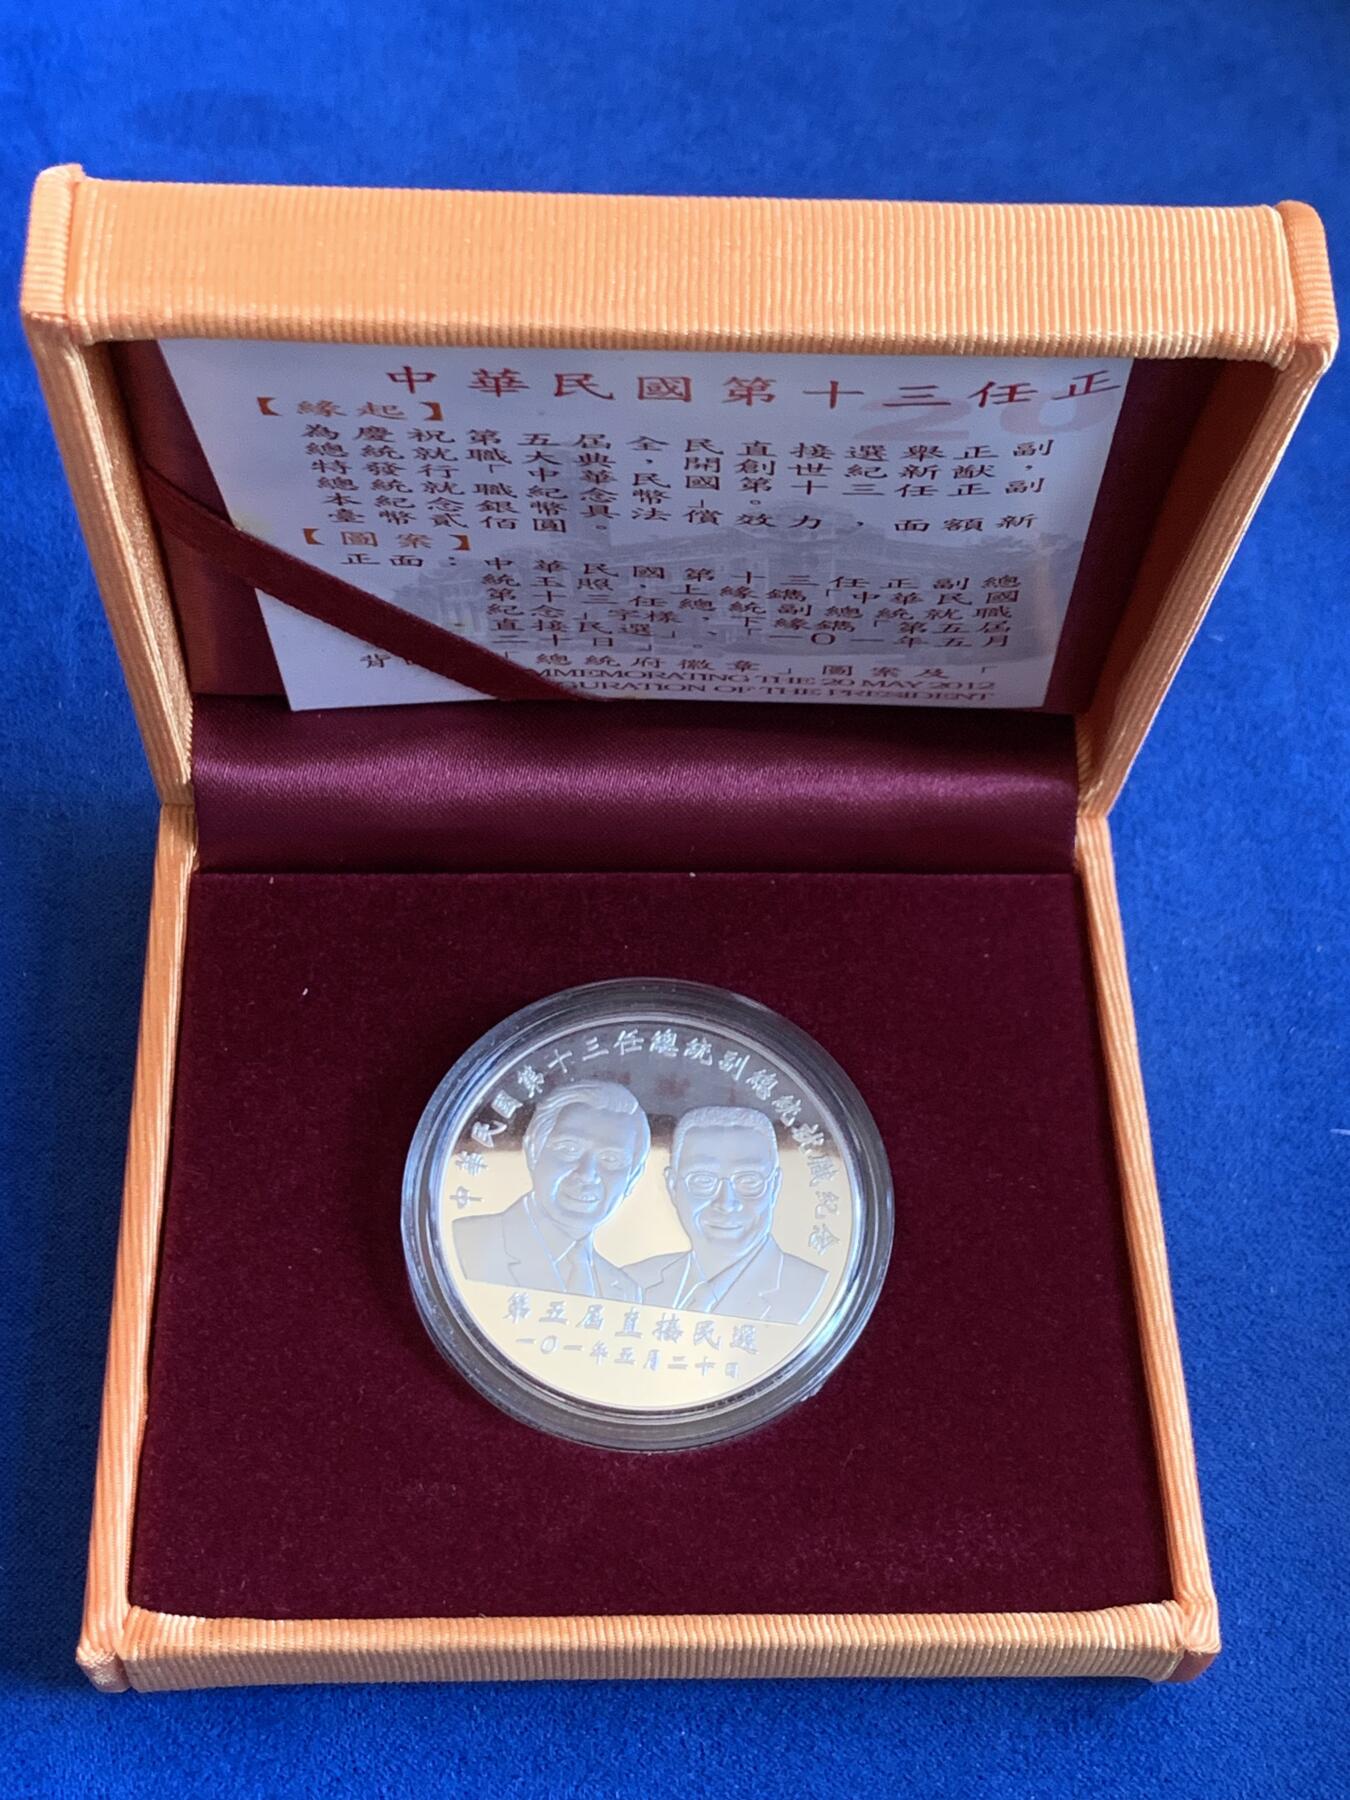 中華民國第十三任正
20
【緣起】
為慶祝第五屆全民直接選舉正副
總統就職大典，開創世紀新猷，
特發行「中華民國第十三任正副
總統就職紀念幣」。
本紀念銀幣具法償效力，面額新
臺幣貳佰圓。
【圖案】
正面：中華民國第十三任正副總
統玉照，上緣鐫「中華民國
第十三任總統副總統就職
紀念」字樣，下緣鐫「第五屆
直接民選」、「一０一年五月
二十日」。
背「總統府徽章」圖案及「
MMEMORATING THE 20 MAY 2012
GURATION OF THE PRESIDENT
中華民國第十三任總統副總統就職紀念
第五屆直接民選
一０一年五月二十日